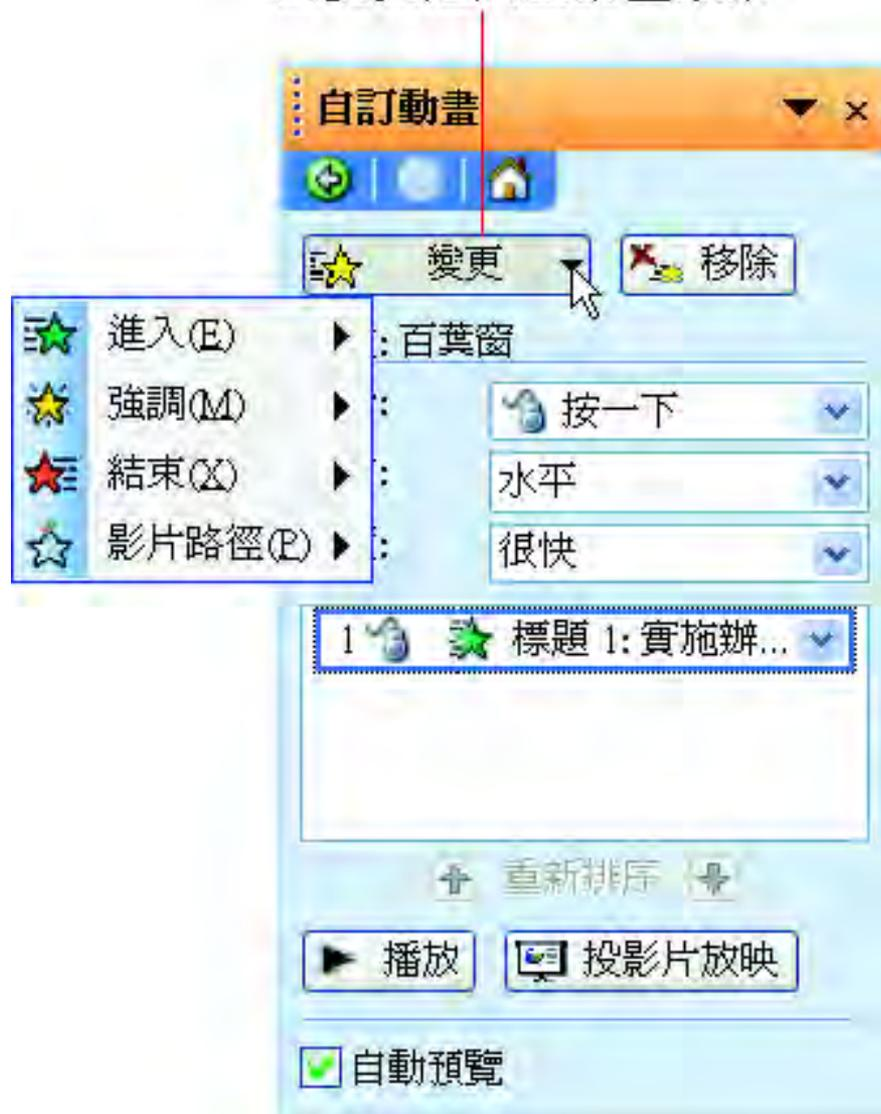 自訂動畫
變更 移除
進入(E)
: 百葉窗
強調(M)
: 按一下
結束(X)
: 水平
影片路徑(P)
: 很快
1 標題 1: 實施辦...
重新排序
播放 投影片放映
自動預覽